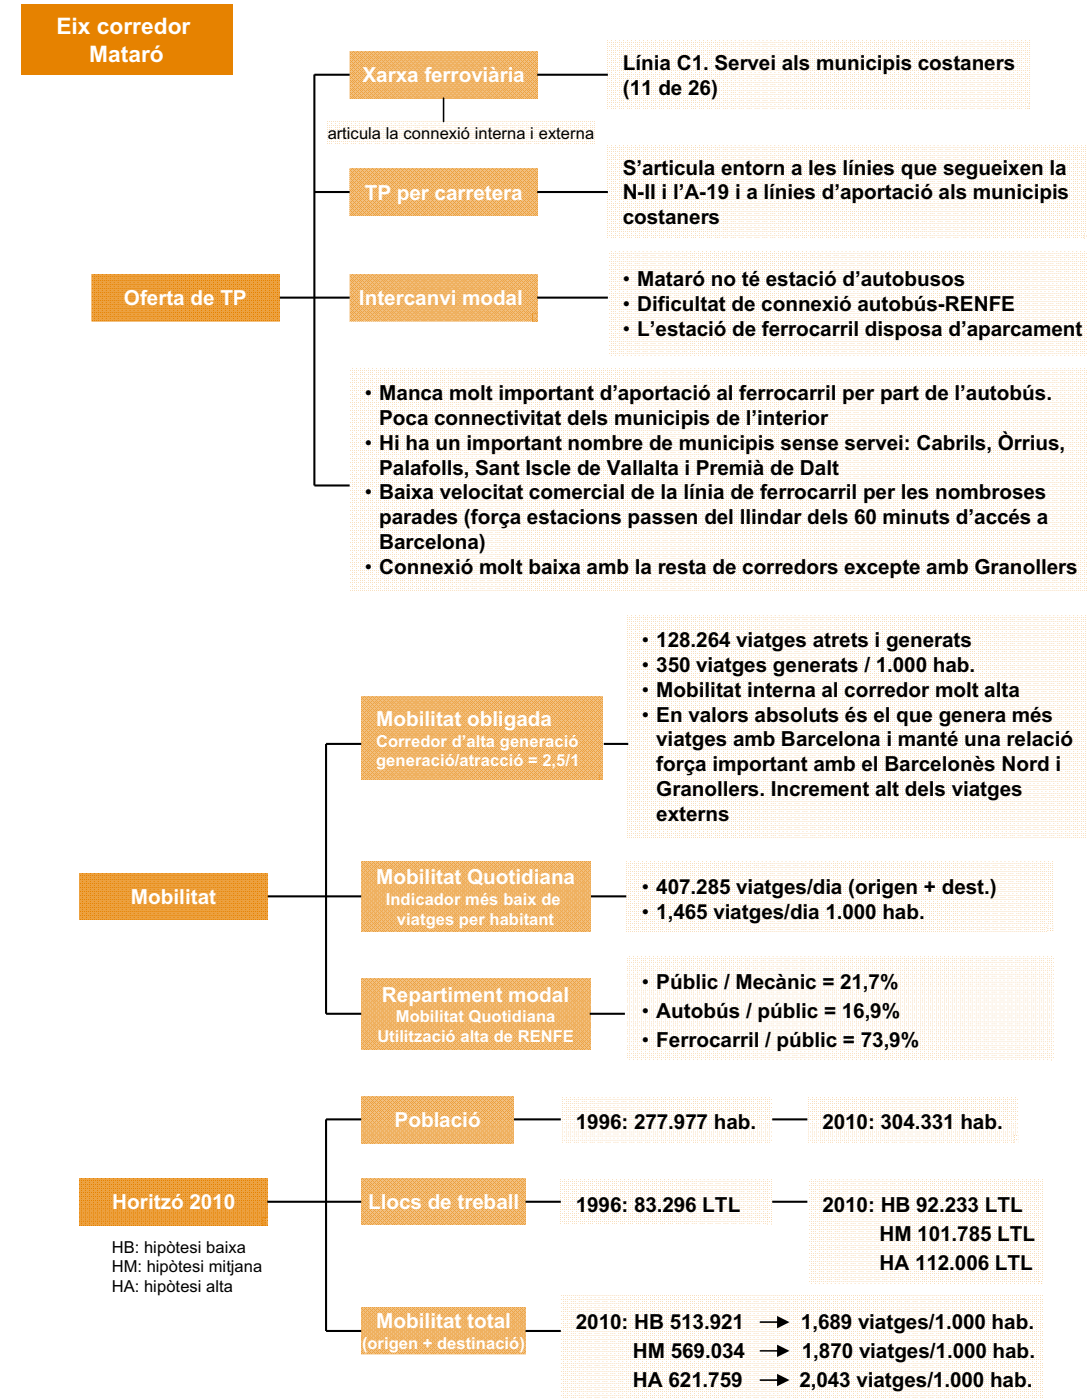 Eix corredor
Mataró
Xarxa ferroviària
Línia C1. Servei als municipis costaners
(11 de 26)
articula la connexió interna i externa
TP per carretera
S’articula entorn a les línies que segueixen la
N-II i l’A-19 i a línies d’aportació als municipis
costaners
Oferta de TP
Intercanvi modal
• Mataró no té estació d’autobusos
• Dificultat de connexió autobús-RENFE
• L’estació de ferrocarril disposa d’aparcament
• Manca molt important d’aportació al ferrocarril per part de l’autobús.
Poca connectivitat dels municipis de l’interior
• Hi ha un important nombre de municipis sense servei: Cabrils, Òrrius,
Palafolls, Sant Iscle de Vallalta i Premià de Dalt
• Baixa velocitat comercial de la línia de ferrocarril per les nombroses
parades (força estacions passen del llindar dels 60 minuts d’accés a
Barcelona)
• Connexió molt baixa amb la resta de corredors excepte amb Granollers
Mobilitat obligada
Corredor d’alta generació
generació/atracció = 2,5/1
• 128.264 viatges atrets i generats
• 350 viatges generats / 1.000 hab.
• Mobilitat interna al corredor molt alta
• En valors absoluts és el que genera més
viatges amb Barcelona i manté una relació
força important amb el Barcelonès Nord i
Granollers. Increment alt dels viatges
externs
Mobilitat
Mobilitat Quotidiana
Indicador més baix de
viatges per habitant
• 407.285 viatges/dia (origen + dest.)
• 1,465 viatges/dia 1.000 hab.
Repartiment modal
Mobilitat Quotidiana
Utilització alta de RENFE
• Públic / Mecànic = 21,7%
• Autobús / públic = 16,9%
• Ferrocarril / públic = 73,9%
Població
1996: 277.977 hab.
2010: 304.331 hab.
Horitzó 2010
Llocs de treball
1996: 83.296 LTL
2010: HB 92.233 LTL
HM 101.785 LTL
HA 112.006 LTL
HB: hipòtesi baixa
HM: hipòtesi mitjana
HA: hipòtesi alta
Mobilitat total
(origen + destinació)
2010: HB 513.921 → 1,689 viatges/1.000 hab.
HM 569.034 → 1,870 viatges/1.000 hab.
HA 621.759 → 2,043 viatges/1.000 hab.